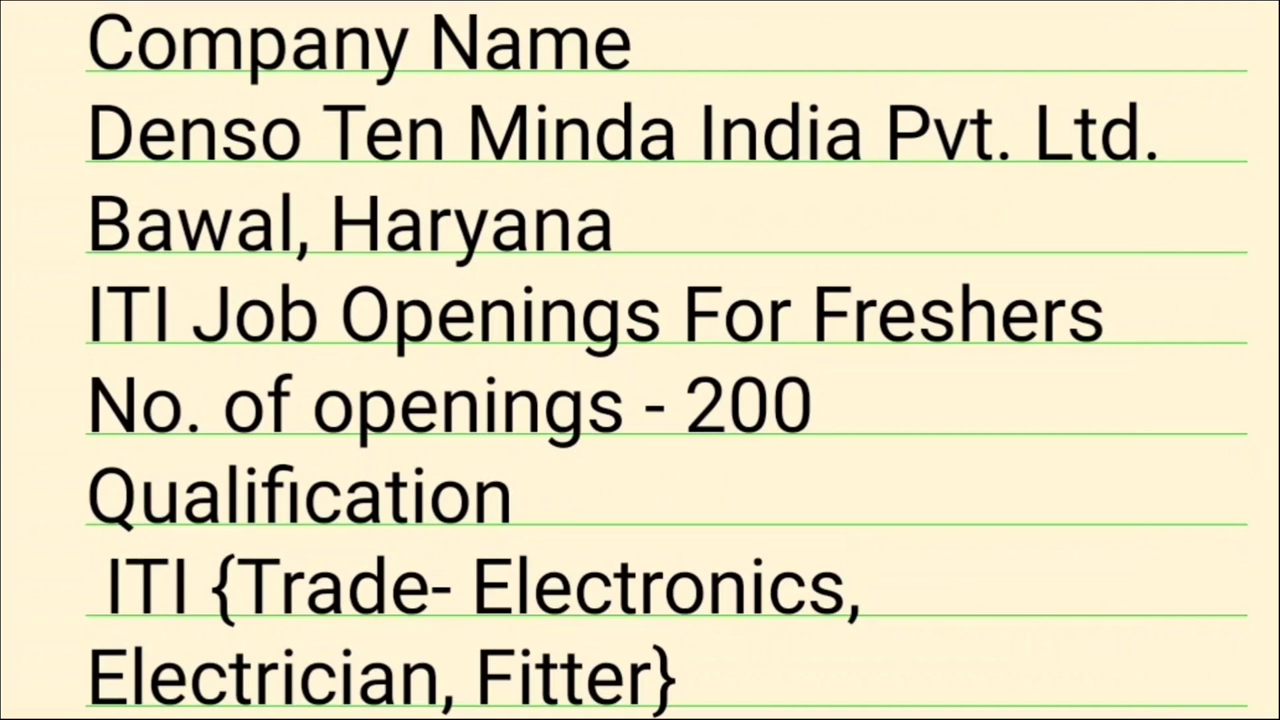 Company Name
Denso Ten Minda India Pvt. Ltd.
Bawal, Haryana
ITI Job Openings For Freshers
No. of openings - 200
Qualification
ITI {Trade- Electronics,
Electrician, Fitter}